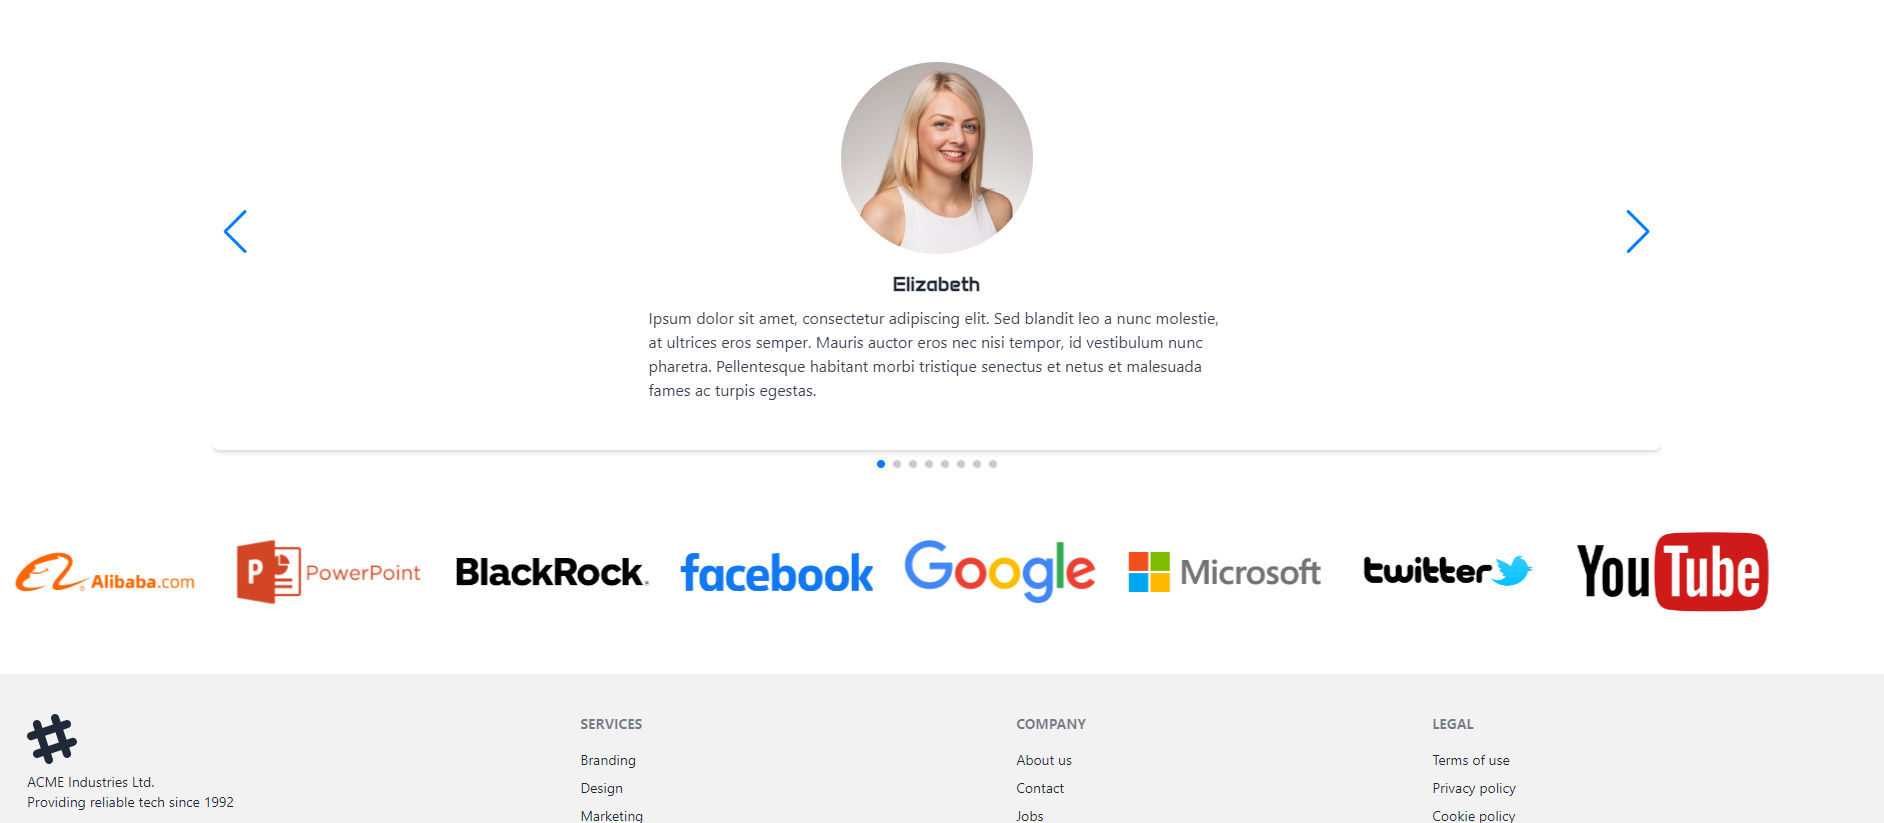 Elizabeth
Ipsum dolor sit amet, consectetur adipiscing elit. Sed blandit leo a nunc molestie,
at ultrices eros semper. Mauris auctor eros nec nisi tempor, id vestibulum nunc
pharetra. Pellentesque habitant morbi tristique senectus et netus et malesuada
fames ac turpis egestas.
Alibaba.com
P PowerPoint
BlackRock.
facebook
Google
Microsoft
twitter
YouTube
ACME Industries Ltd.
Providing reliable tech since 1992
SERVICES
Branding
Design
Marketing
COMPANY
About us
Contact
Jobs
LEGAL
Terms of use
Privacy policy
Cookie policy